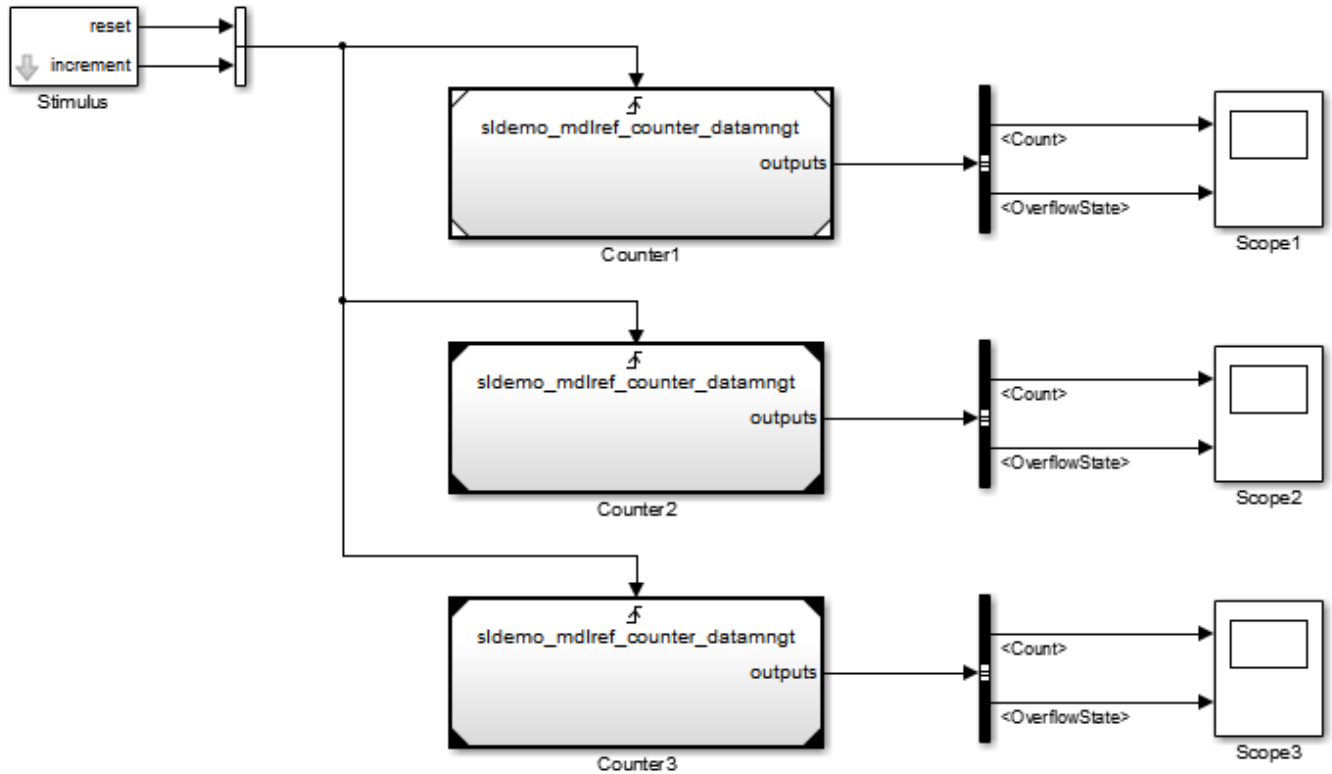 reset
increment
Stimulus
sldemo_mdlref_counter_datamngt
outputs
Counter1
<Count>
<OverflowState>
Scope1
sldemo_mdlref_counter_datamngt
outputs
Counter2
<Count>
<OverflowState>
Scope2
sldemo_mdlref_counter_datamngt
outputs
Counter3
<Count>
<OverflowState>
Scope3